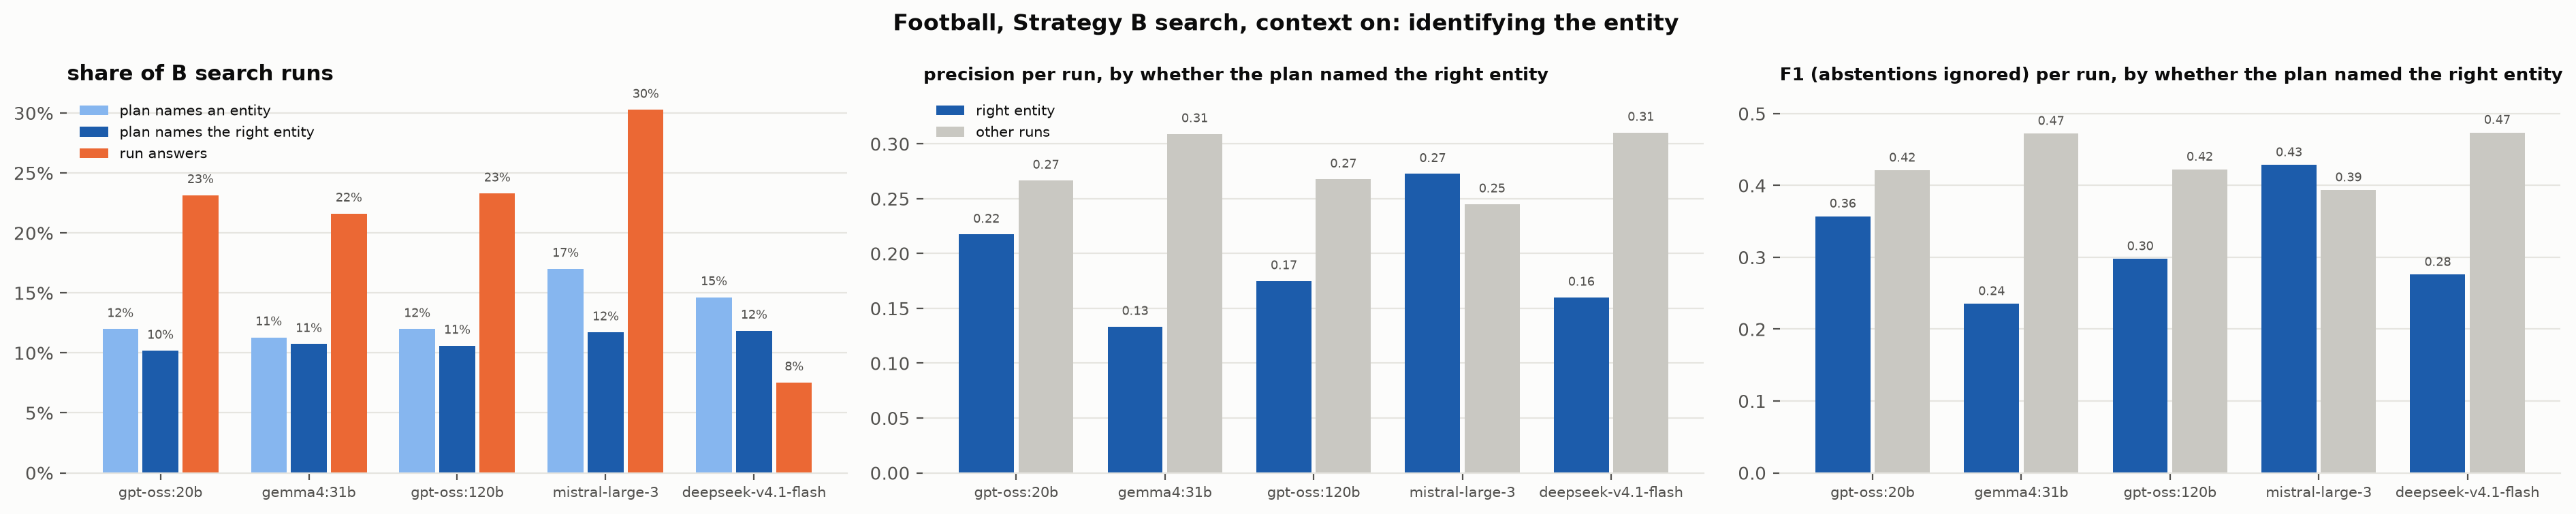 Football, Strategy B search, context on: identifying the entity
share of B search runs
plan names an entity
plan names the right entity
run answers
30%
25%
20%
15%
10%
5%
0%
12%
10%
23%
11%
11%
22%
12%
11%
23%
17%
12%
30%
15%
12%
8%
gpt-oss:20b
gemma4:31b
gpt-oss:120b
mistral-large-3
deepseek-v4.1-flash
precision per run, by whether the plan named the right entity
right entity
other runs
0.30
0.25
0.20
0.15
0.10
0.05
0.00
0.22
0.27
0.13
0.31
0.17
0.27
0.27
0.25
0.16
0.31
gpt-oss:20b
gemma4:31b
gpt-oss:120b
mistral-large-3
deepseek-v4.1-flash
F1 (abstentions ignored) per run, by whether the plan named the right entity
0.5
0.4
0.3
0.2
0.1
0.0
0.36
0.42
0.24
0.47
0.30
0.42
0.43
0.39
0.28
0.47
gpt-oss:20b
gemma4:31b
gpt-oss:120b
mistral-large-3
deepseek-v4.1-flash